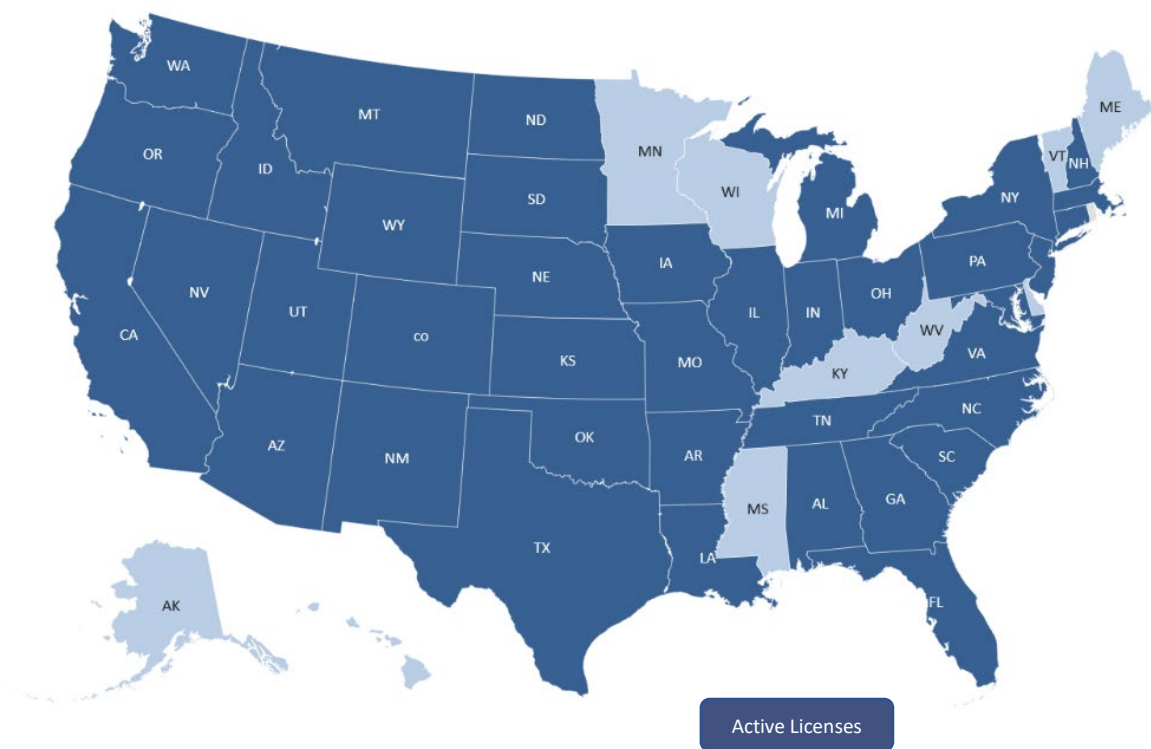 WA
MT
ND
MN
ME
OR
ID
VT
NH
SD
WI
NY
WY
MI
IA
PA
NE
NV
UT
OH
IL
IN
CA
co
WV
VA
KS
MO
KY
NC
TN
AZ
OK
NM
AR
SC
MS
AL
GA
TX
LA
AK
FL
Active Licenses